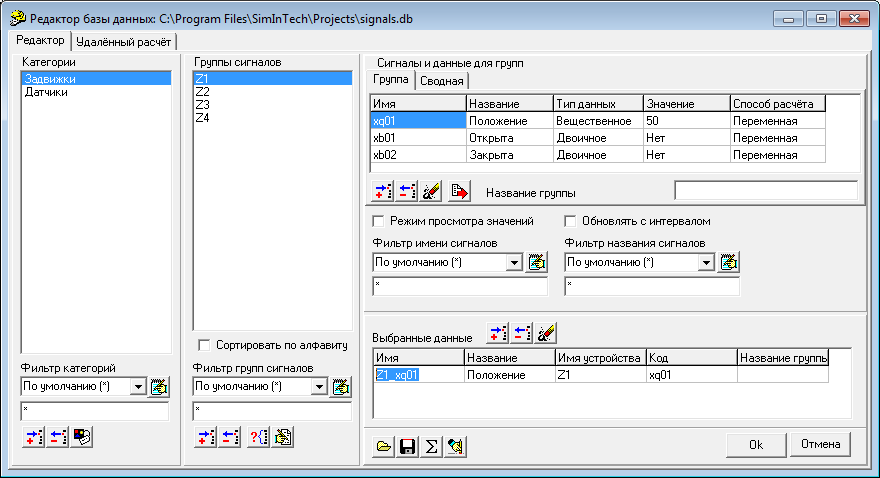 Редактор базы данных: C:\Program Files\SimInTech\Projects\signals.db
Редактор Удалённый расчёт
Категории
Задвижки
Датчики
Фильтр категорий
По умолчанию (*)
*
Группы сигналов
Z1
Z2
Z3
Z4
Сортировать по алфавиту
Фильтр групп сигналов
По умолчанию (*)
*
Сигналы и данные для групп
Группа Сводная
Имя Название Тип данных Значение Способ расчёта
xq01 Положение Вещественное 50 Переменная
xb01 Открыта Двоичное Нет Переменная
xb02 Закрыта Двоичное Нет Переменная
Название группы
Режим просмотра значений Обновлять с интервалом
Фильтр имени сигналов Фильтр названия сигналов
По умолчанию (*) По умолчанию (*)
* *
Выбранные данные
Имя Название Имя устройства Код Название группы
Z1_xq01 Положение Z1 xq01
Ok Отмена